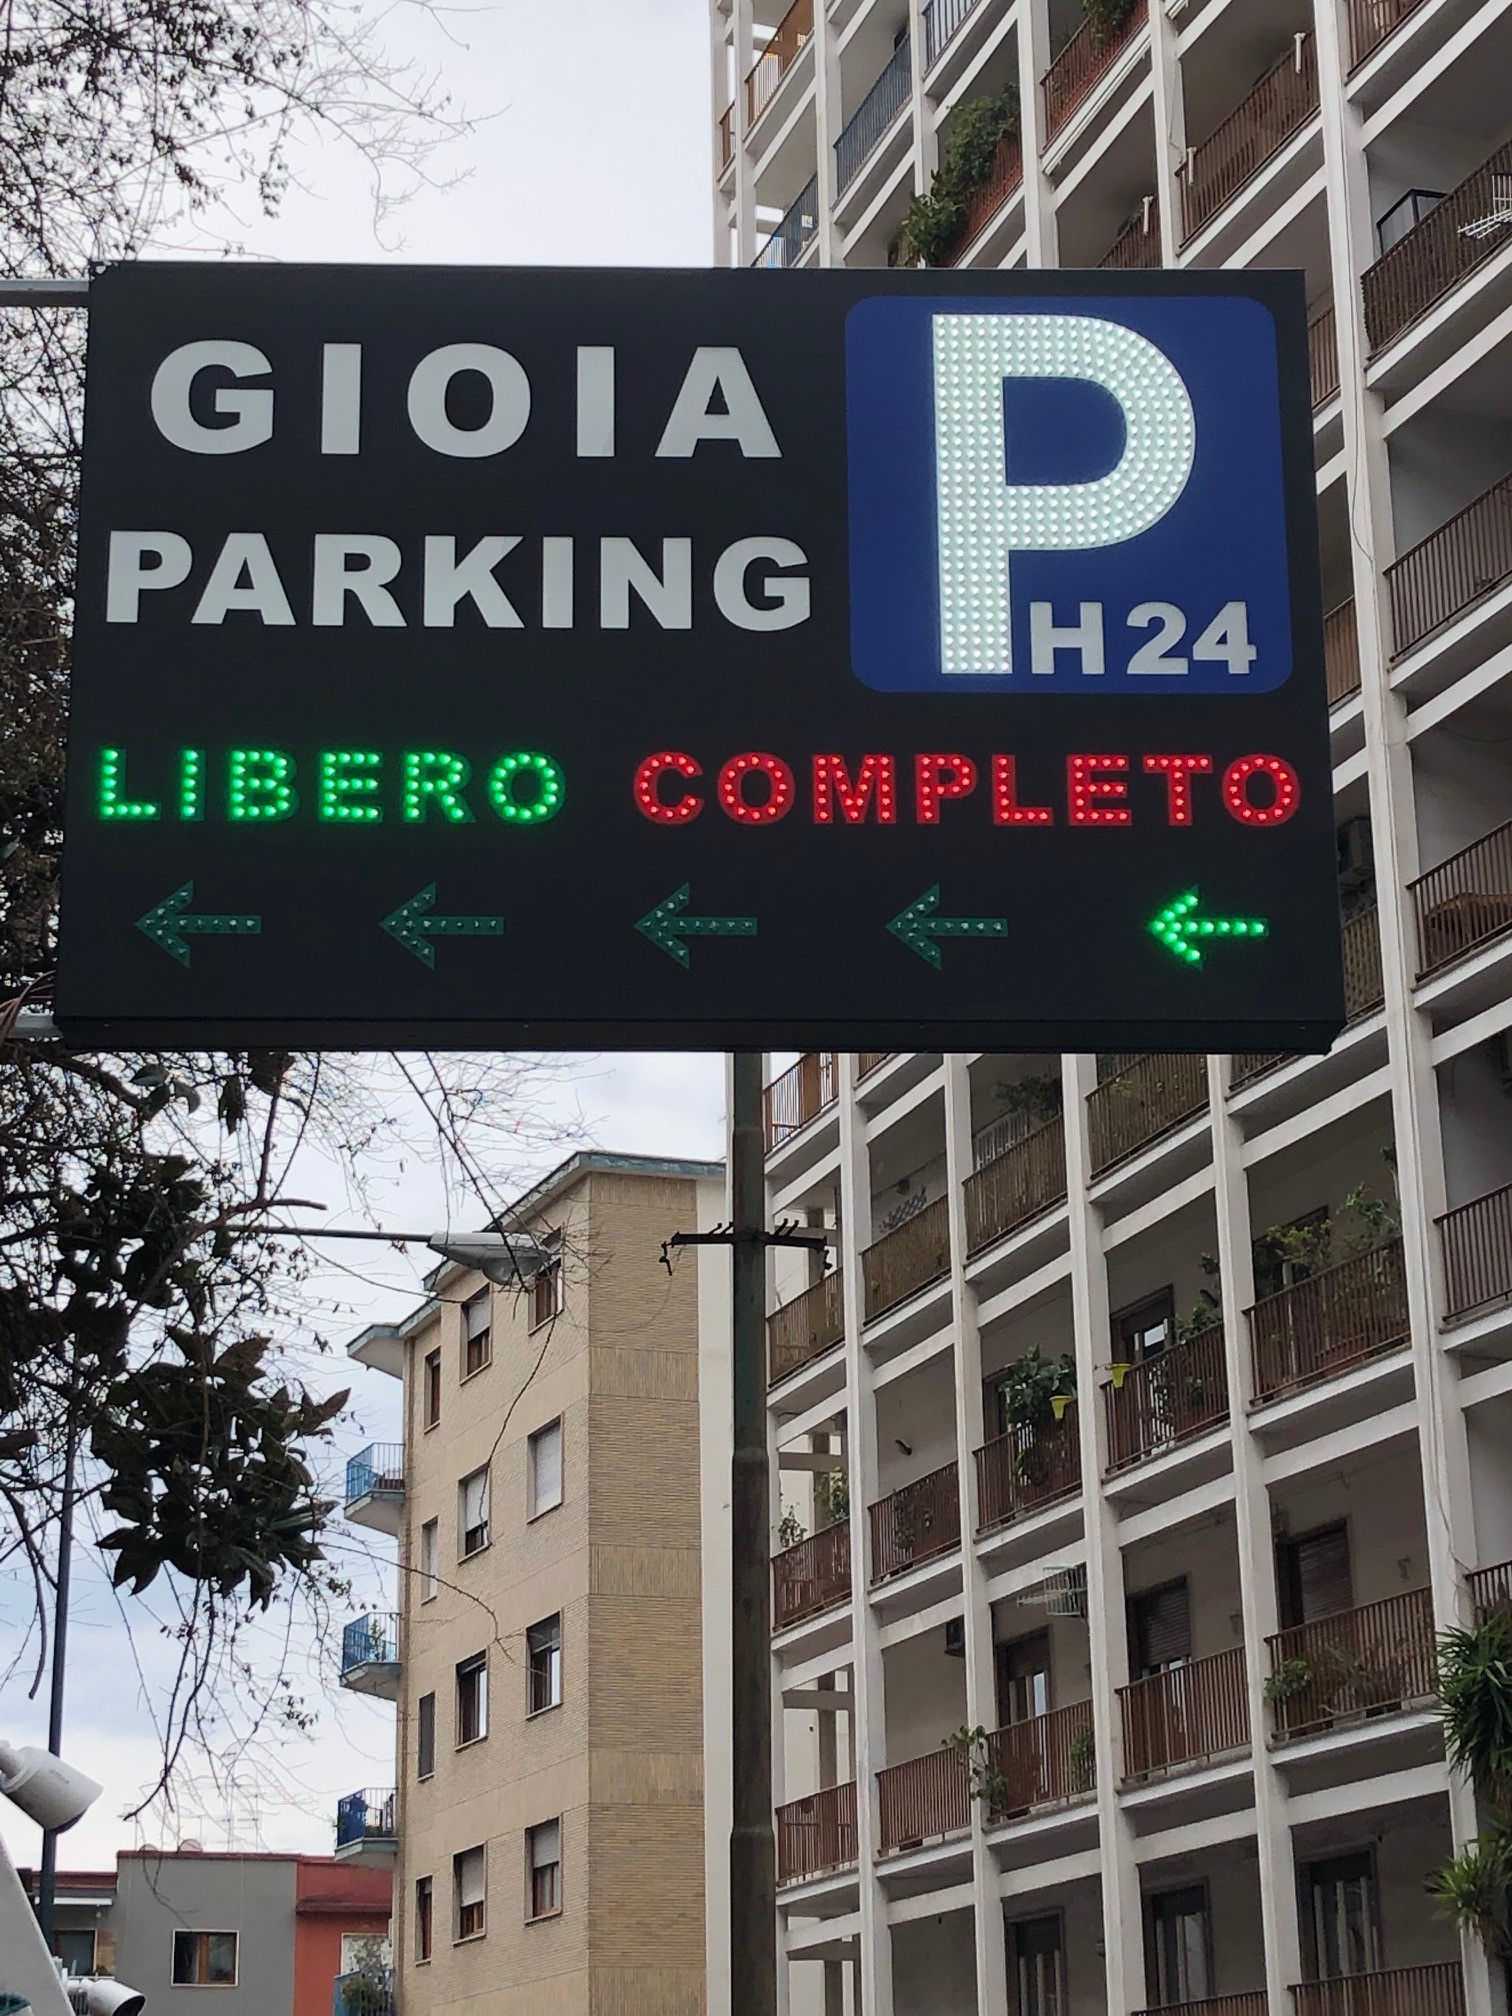 GIOIA
PARKING
P H24
LIBERO COMPLETO